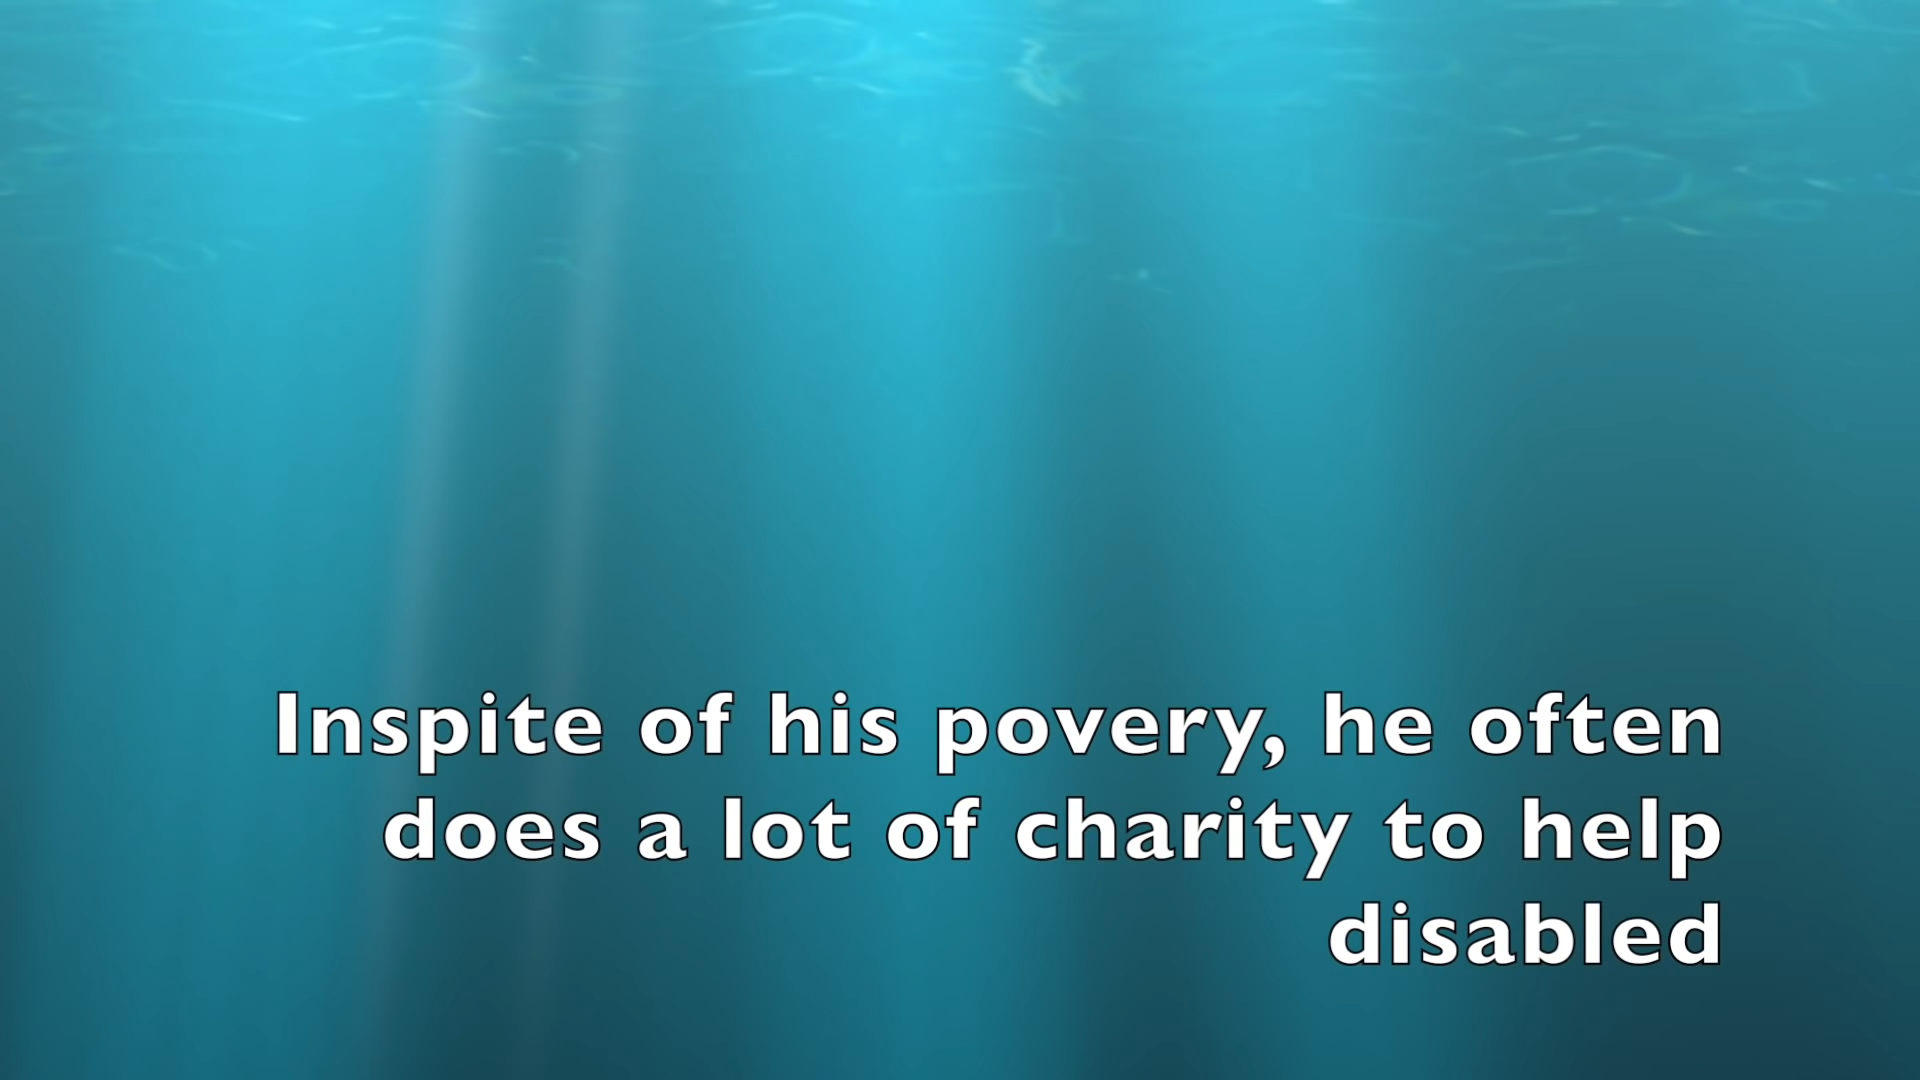 Inspite of his povery, he often
does a lot of charity to help
disabled